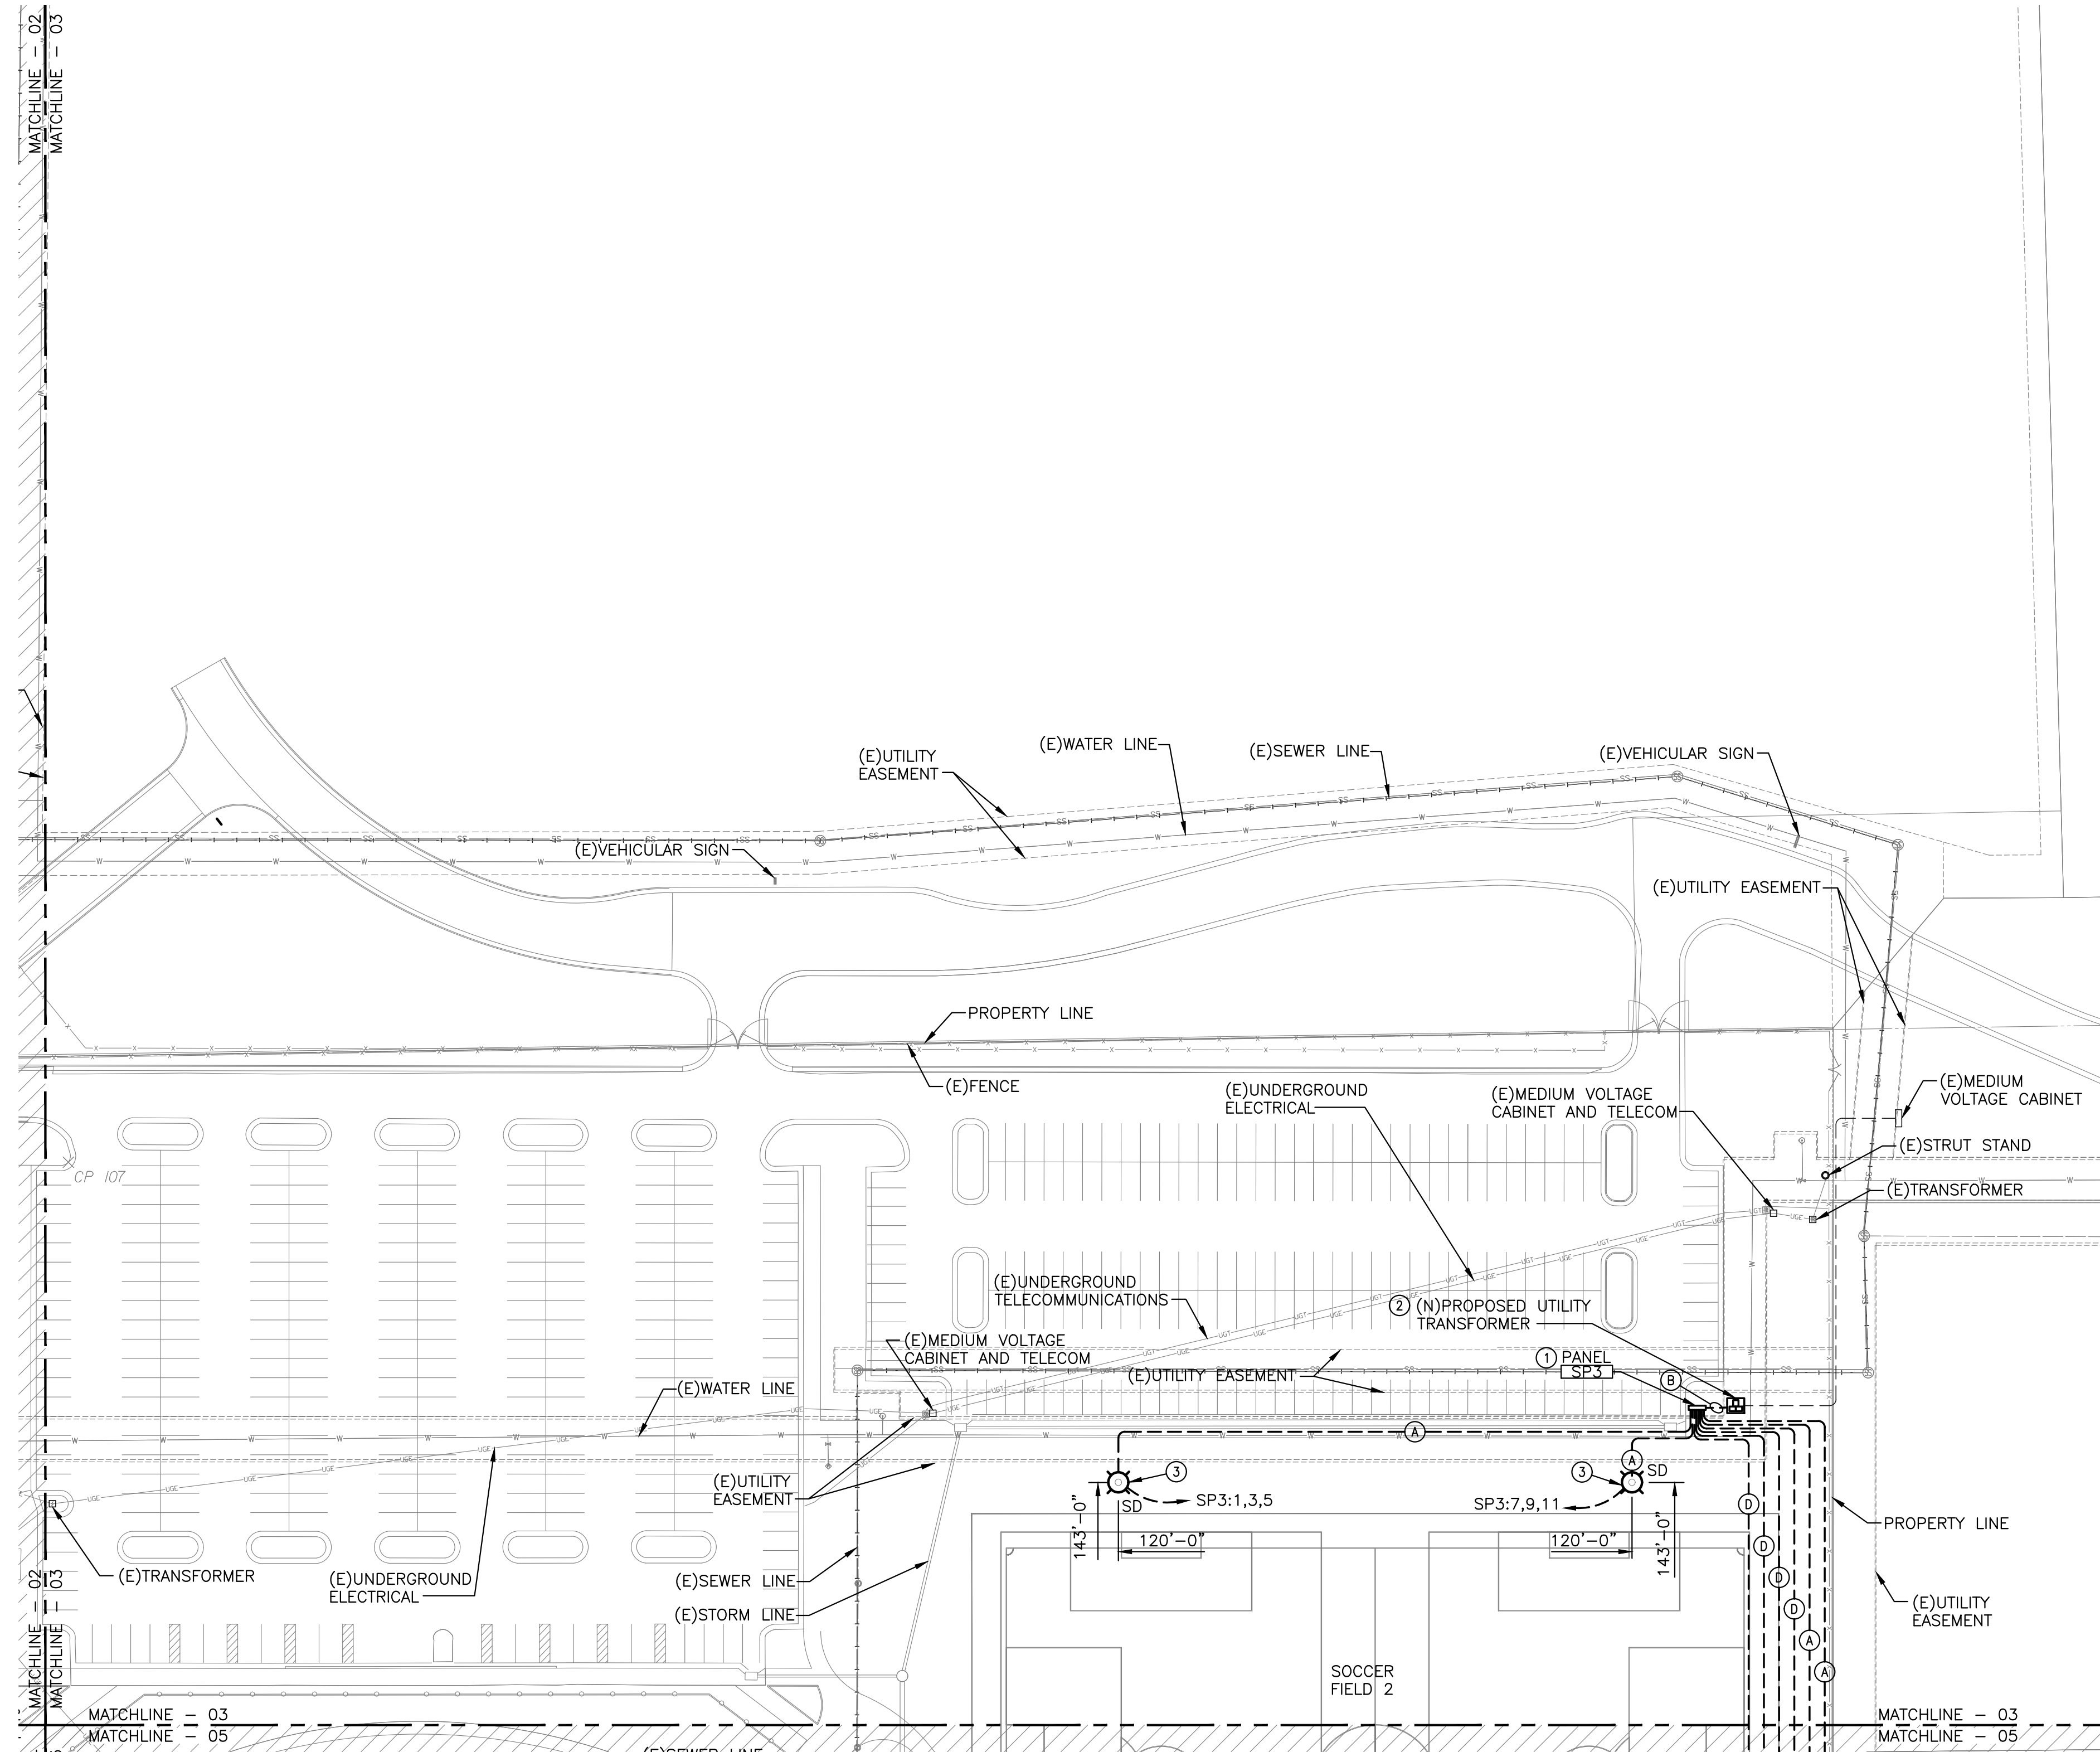 MATCHLINE - 02
MATCHLINE - 03
(E)UTILITY
EASEMENT
(E)WATER LINE
(E)SEWER LINE
(E)VEHICULAR SIGN
(E)VEHICULAR SIGN
(E)UTILITY EASEMENT
PROPERTY LINE
(E)FENCE
(E)UNDERGROUND
ELECTRICAL
(E)MEDIUM VOLTAGE
CABINET AND TELECOM
(E)MEDIUM
VOLTAGE CABINET
(E)STRUT STAND
(E)TRANSFORMER
CP 107
(E)UNDERGROUND
TELECOMMUNICATIONS
2 (N)PROPOSED UTILITY
TRANSFORMER
(E)MEDIUM VOLTAGE
CABINET AND TELECOM
1 PANEL
SP3
B
(E)UTILITY EASEMENT
(E)WATER LINE
A
A
(E)UTILITY
EASEMENT
3
SD
SP3:1,3,5
3
SD
SP3:7,9,11
143'-0"
120'-0"
120'-0"
143'-0"
D
D
D
D
A
A
PROPERTY LINE
(E)TRANSFORMER
(E)UNDERGROUND
ELECTRICAL
(E)SEWER LINE
(E)STORM LINE
(E)UTILITY
EASEMENT
SOCCER
FIELD 2
MATCHLINE - 02
MATCHLINE - 03
MATCHLINE - 03
MATCHLINE - 05
MATCHLINE - 03
MATCHLINE - 05